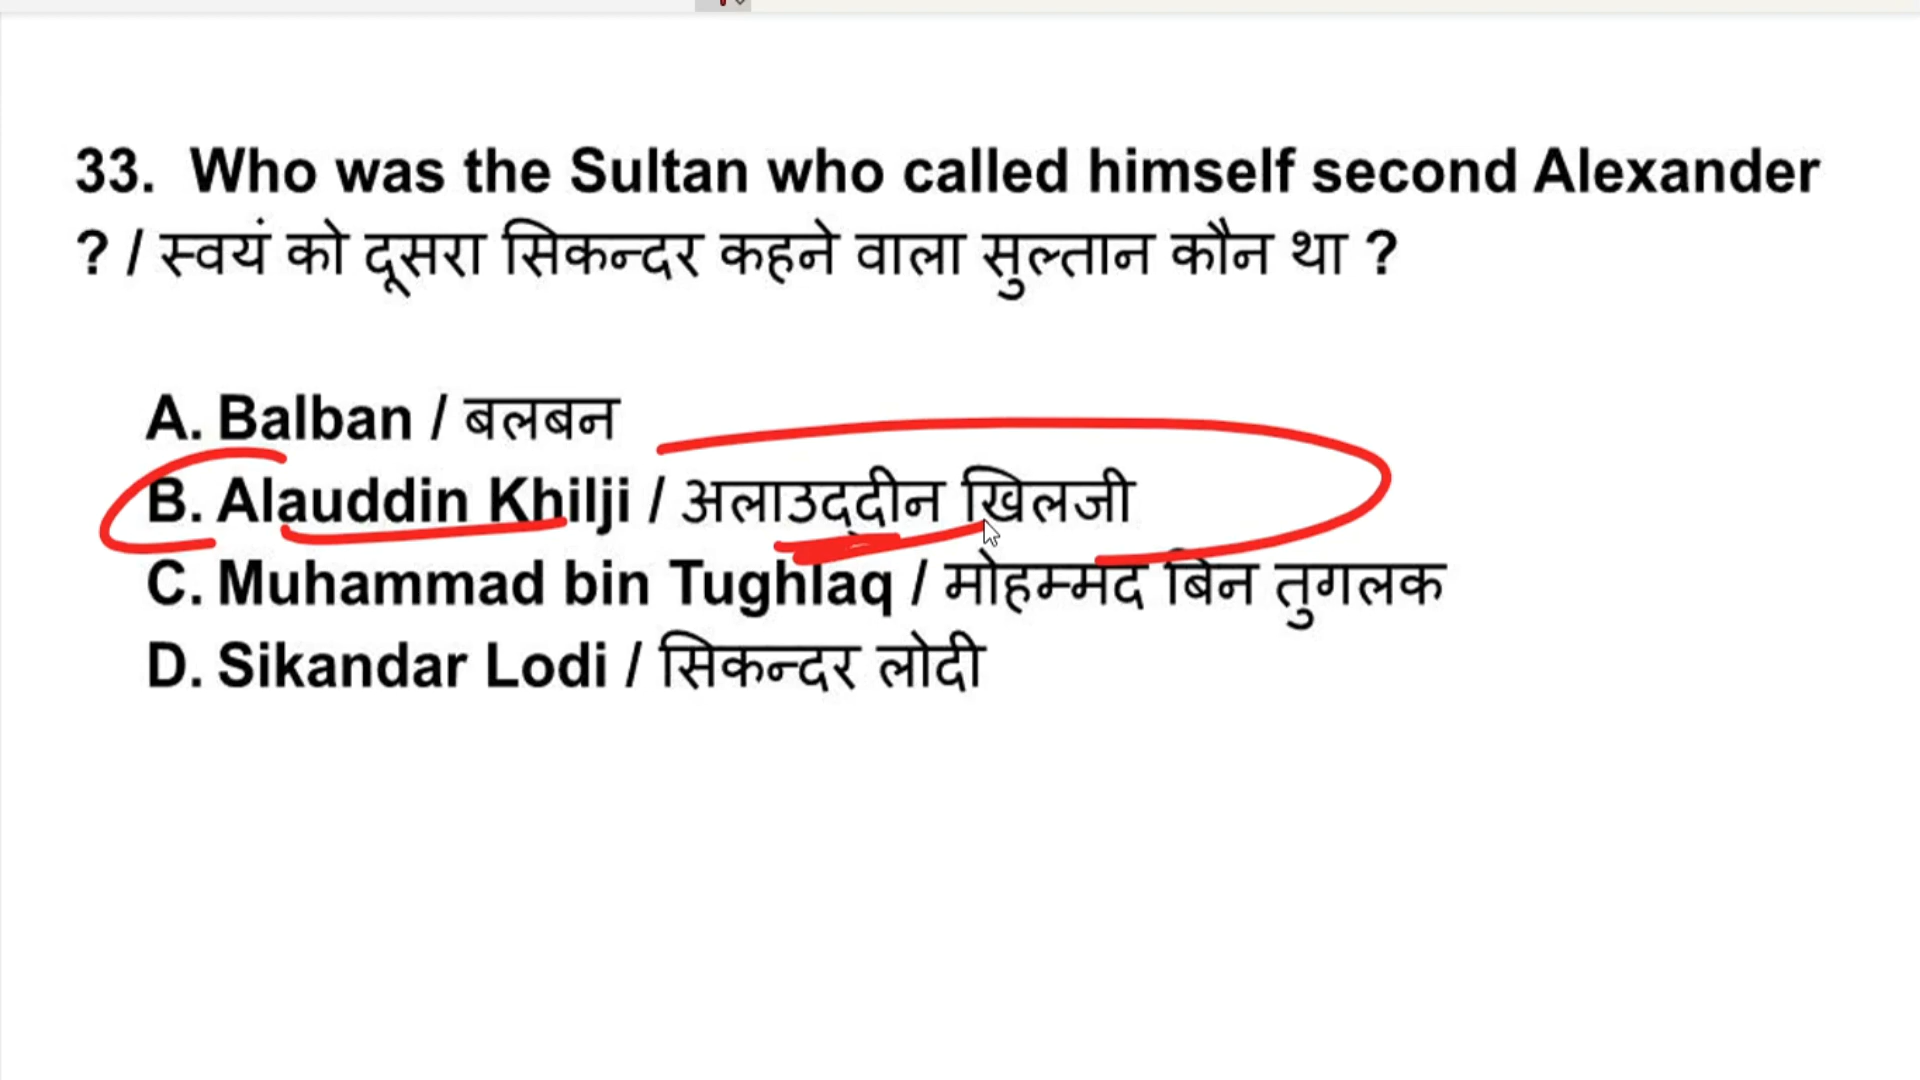 33. Who was the Sultan who called himself second Alexander
? / स्वयं को दूसरा सिकन्दर कहने वाला सुल्तान कौन था ?
A. Balban / बलबन
B. Alauddin Khilji / अलाउद्दीन खिलजी
C. Muhammad bin Tughlaq / मोहम्मद बिन तुगलक
D. Sikandar Lodi / सिकन्दर लोदी